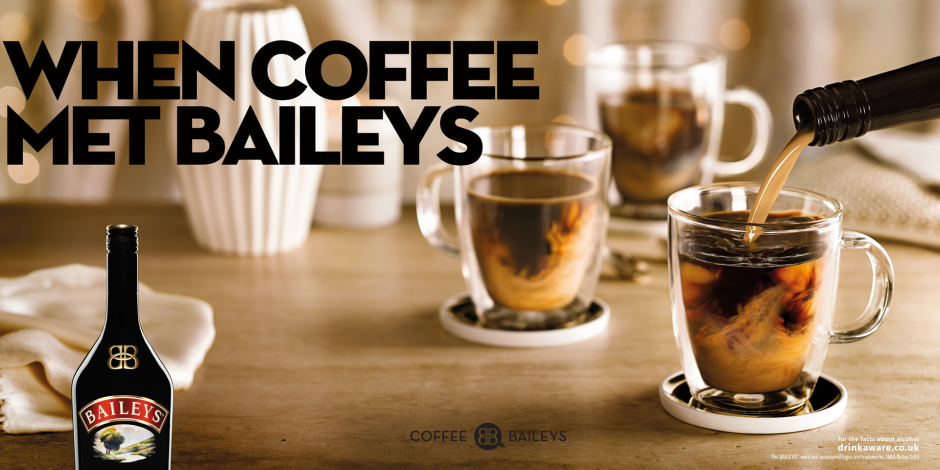 WHEN COFFEE
MET BAILEYS
BAILEYS
COFFEE BAILEYS
for the facts about alcohol
drinkaware.co.uk